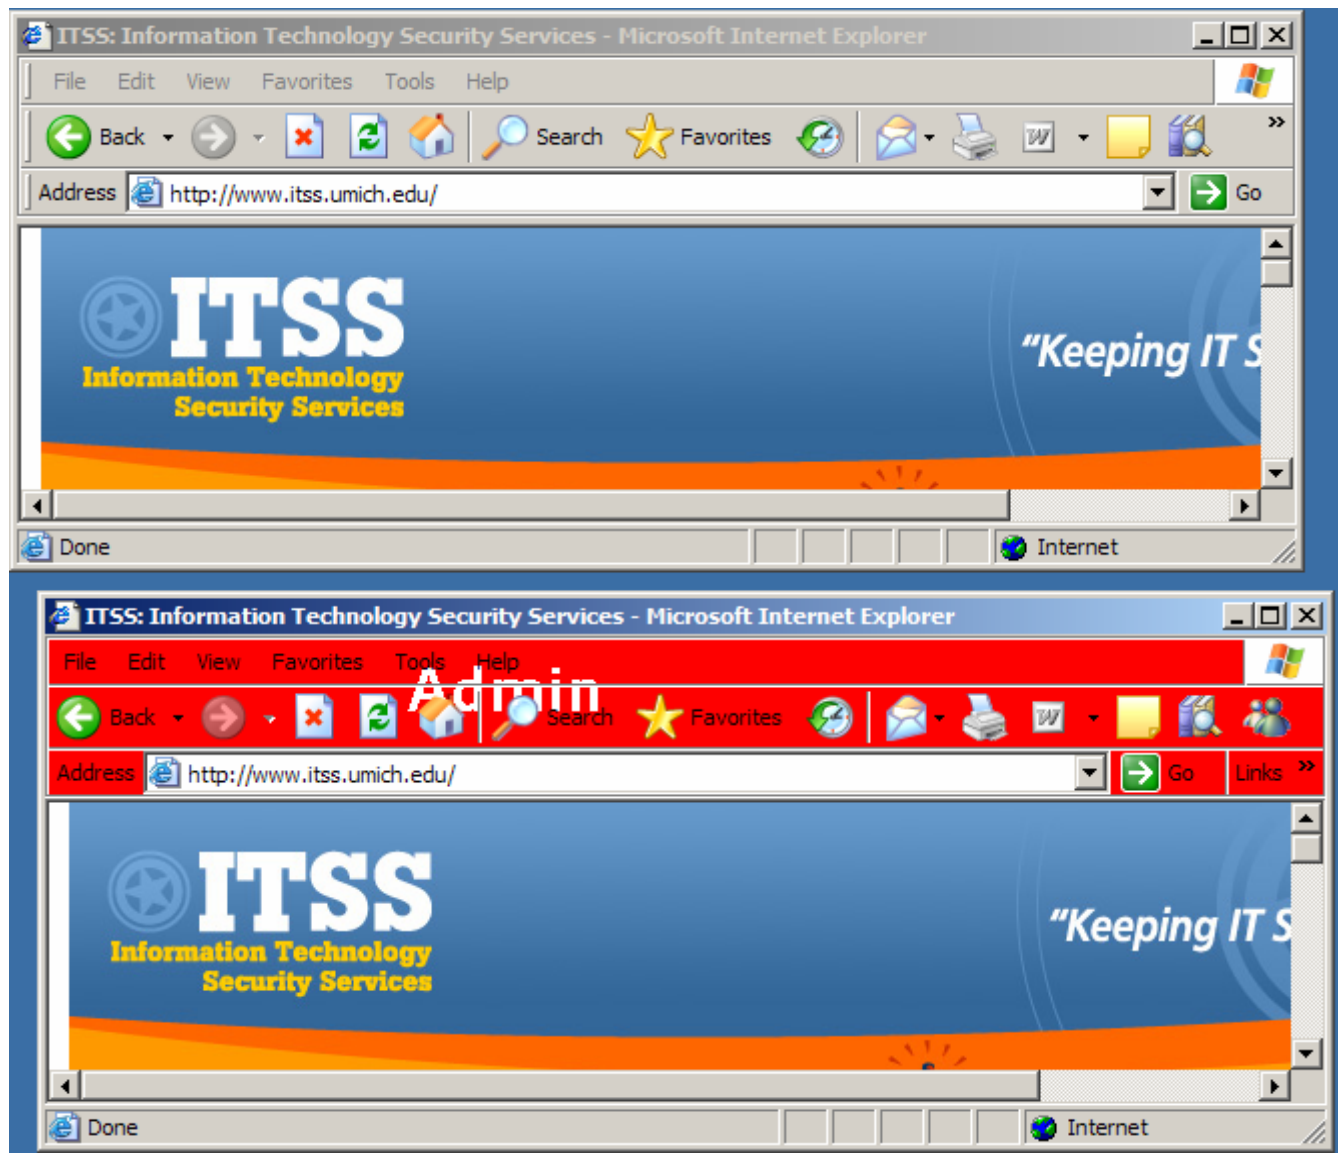 ITSS: Information Technology Security Services - Microsoft Internet Explorer
File Edit View Favorites Tools Help
Back Search Favorites W »
Address http://www.itss.umich.edu/ Go
ITSS
Information Technology
Security Services
"Keeping IT S
Done Internet
ITSS: Information Technology Security Services - Microsoft Internet Explorer
File Edit View Favorites Tools Help
Admin
Back Search Favorites W
Address http://www.itss.umich.edu/ Go Links »
ITSS
Information Technology
Security Services
"Keeping IT S
Done Internet